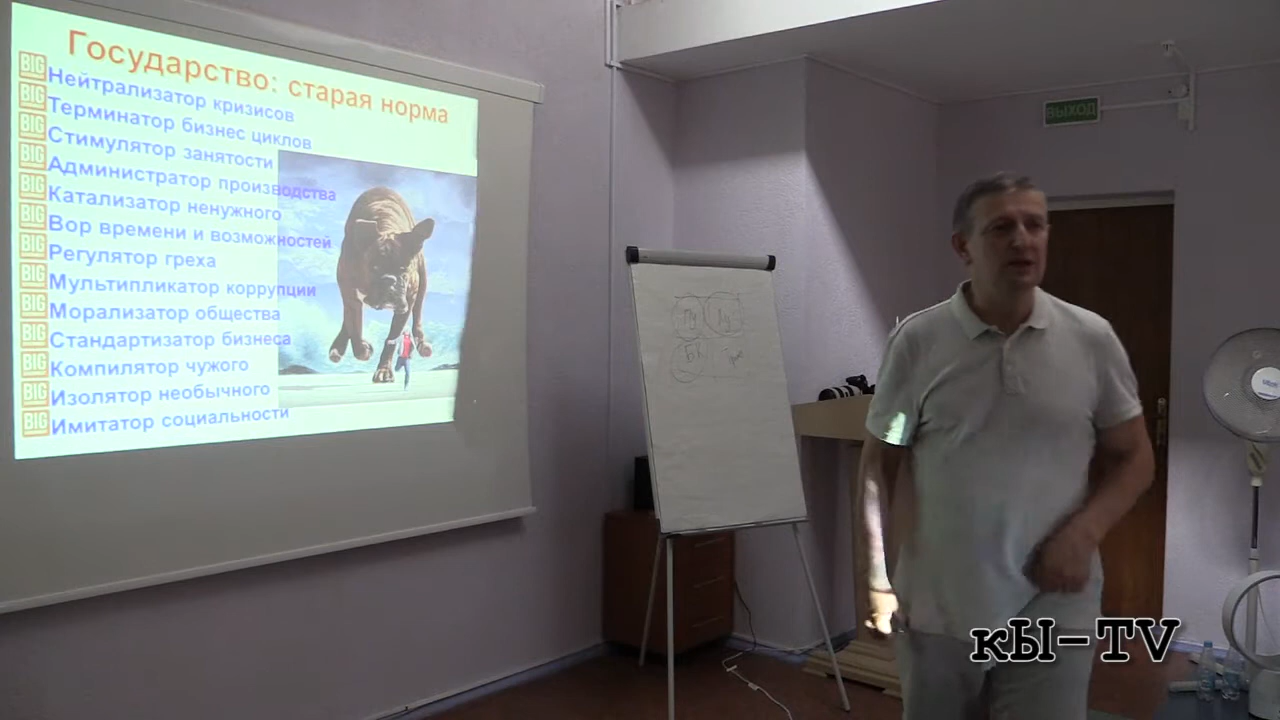 Государство: старая норма
BIG Нейтрализатор кризисов
BIG Терминатор бизнес циклов
BIG Стимулятор занятости
BIG Администратор производства
BIG Катализатор ненужного
BIG Вор времени и возможностей
BIG Регулятор греха
BIG Мультипликатор коррупции
BIG Морализатор общества
BIG Стандартизатор бизнеса
BIG Компилятор чужого
BIG Изолятор необычного
BIG Имитатор социальности
ВЫХОД
кЫ-TV